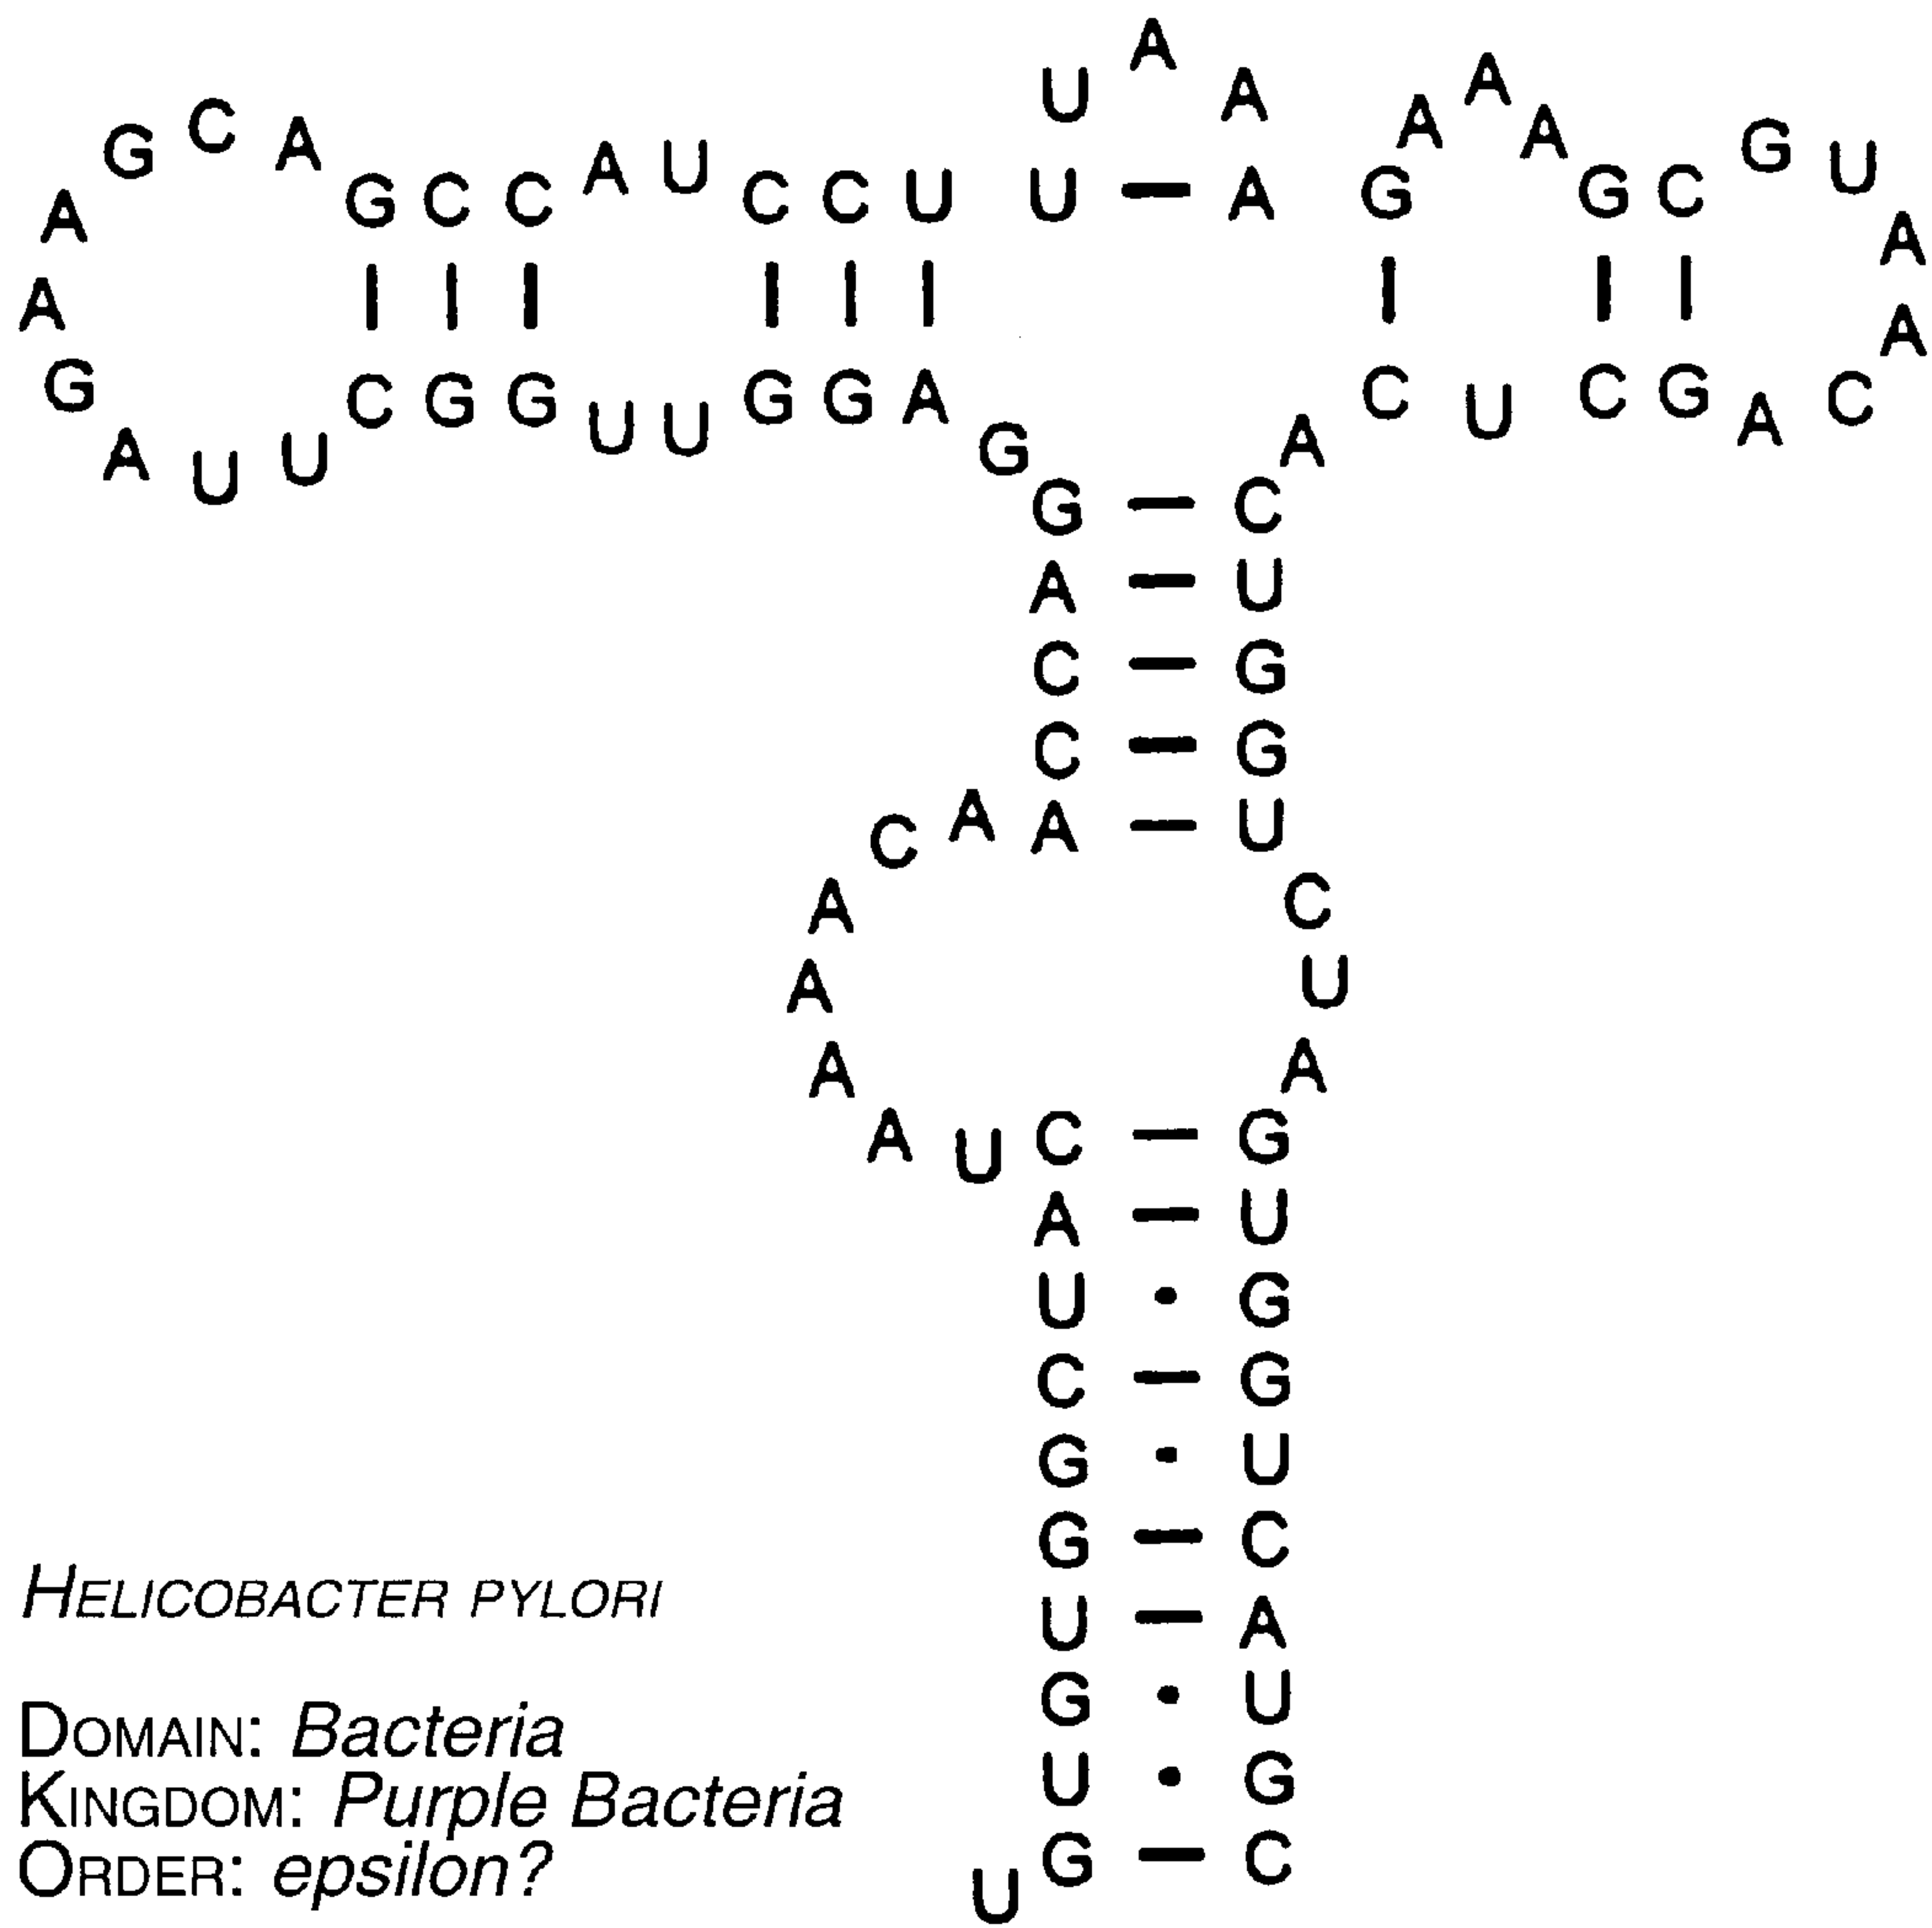 A
U A A A A
G C A G C C A U C C U U A G G C G U
A A
A A
G C G G U U G G A C U C G A C
A U U G A
G C
A U
C G
C G
C A A U
A C
A U
A A
A U C G
A U
U G
C G
G U
G C
HELICOBACTER PYLORI
U A
G U
DOMAIN: Bacteria
KINGDOM: Purple Bacteria
U G
ORDER: epsilon?
U G C